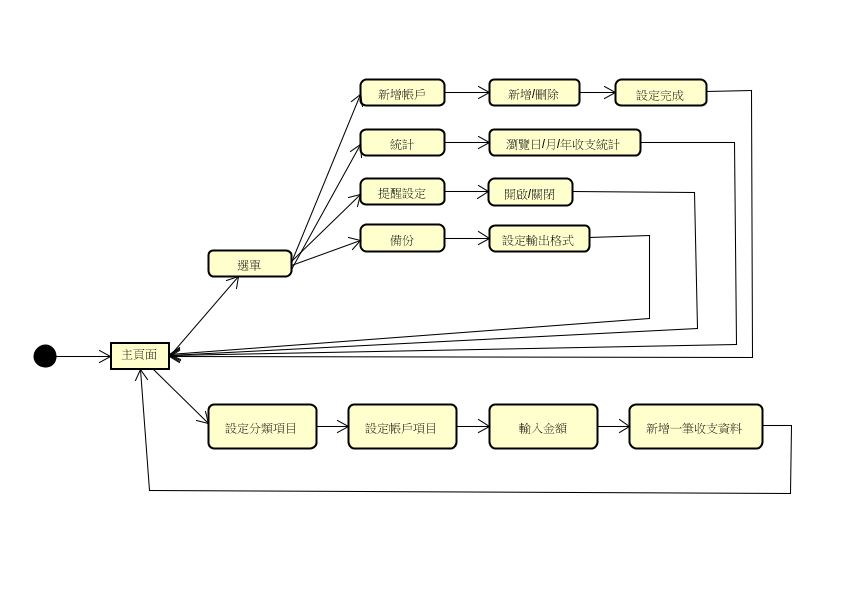 新增帳戶
新增/刪除
設定完成
統計
瀏覽日/月/年收支統計
提醒設定
開啟/關閉
備份
設定輸出格式
選單
主頁面
設定分類項目
設定帳戶項目
輸入金額
新增一筆收支資料